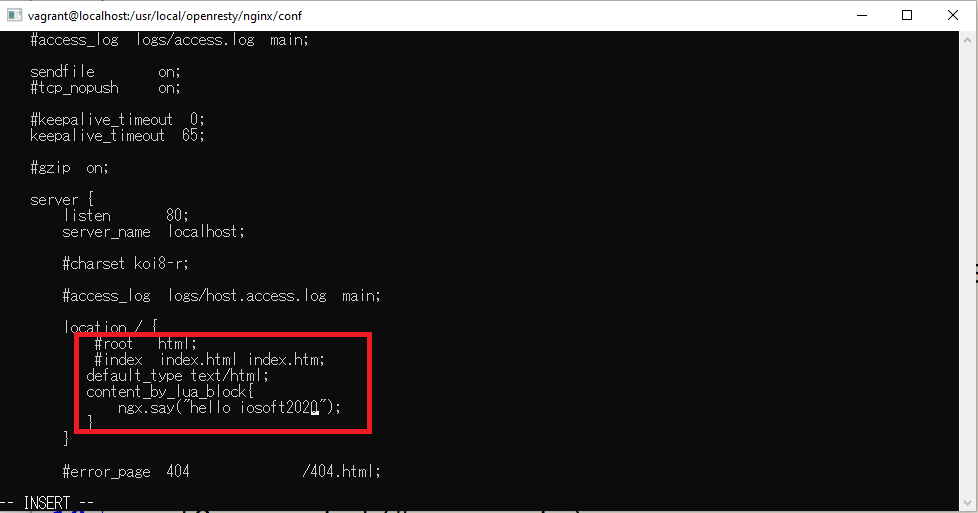 vagrant@localhost:/usr/local/openresty/nginx/conf
#access_log  logs/access.log  main;
sendfile        on;
#tcp_nopush     on;
#keepalive_timeout  0;
keepalive_timeout  65;
#gzip  on;
server {
listen       80;
server_name  localhost;
#charset koi8-r;
#access_log  logs/host.access.log  main;
location / {
#root   html;
#index  index.html index.htm;
default_type text/html;
content_by_lua_block{
ngx.say("hello iosoft2020");
}
}
#error_page  404              /404.html;
-- INSERT --